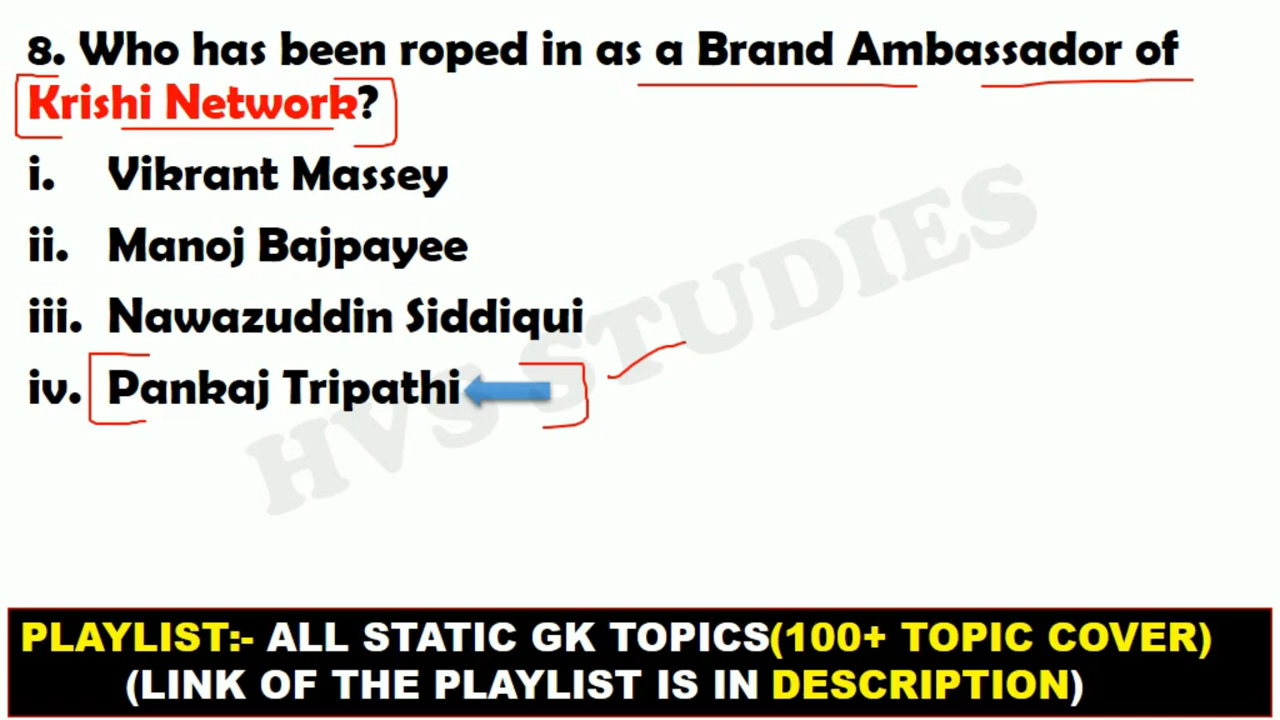 8. Who has been roped in as a Brand Ambassador of
Krishi Network?
i. Vikrant Massey
ii. Manoj Bajpayee
iii. Nawazuddin Siddiqui
iv. Pankaj Tripathi
HVS STUDIES
PLAYLIST:- ALL STATIC GK TOPICS(100+ TOPIC COVER)
(LINK OF THE PLAYLIST IS IN DESCRIPTION)